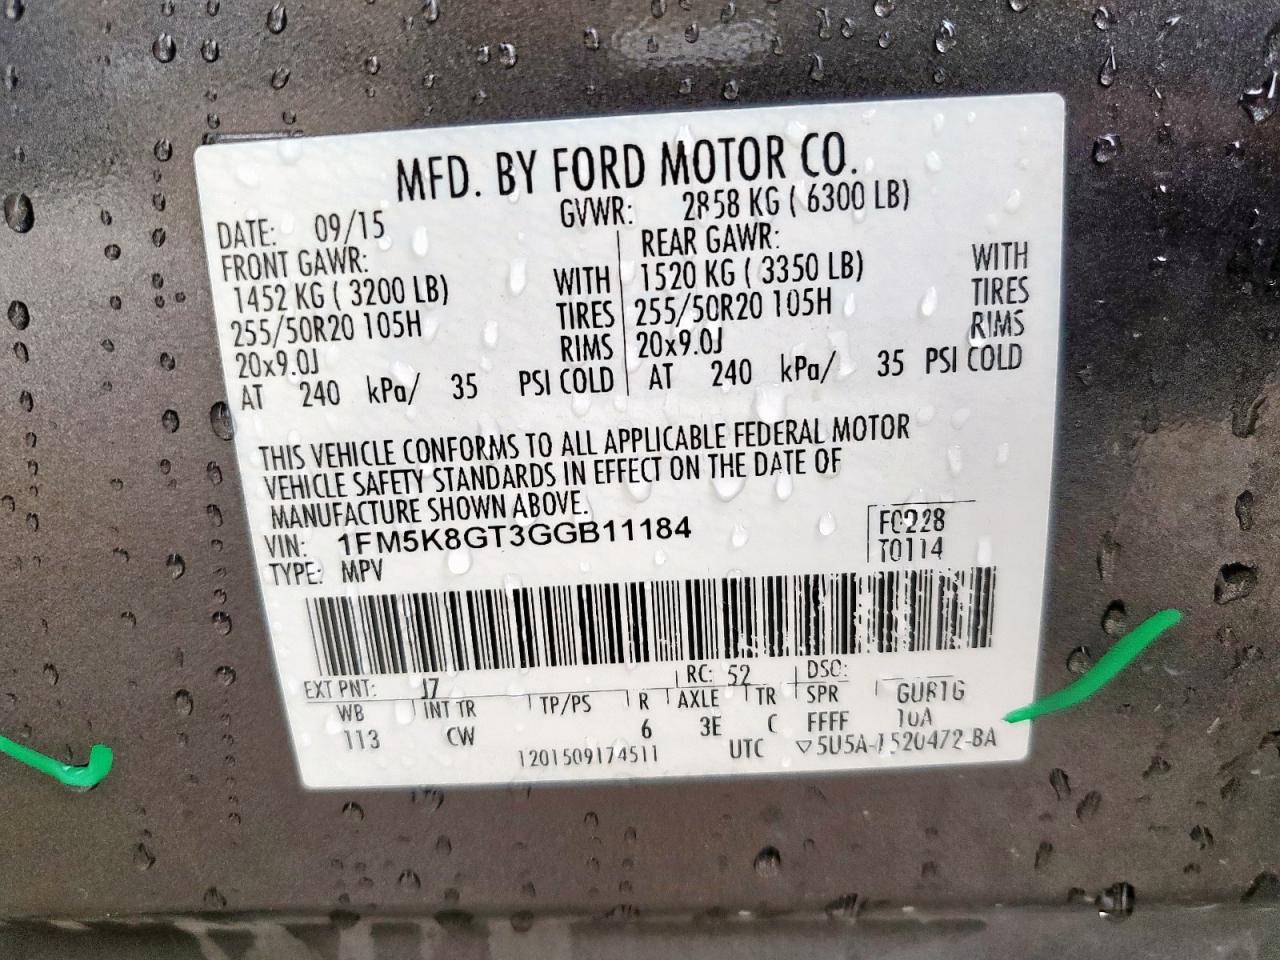 MFD. BY FORD MOTOR CO.
DATE: 09/15 GVWR: 2858 KG ( 6300 LB)
FRONT GAWR: REAR GAWR:
1452 KG ( 3200 LB) WITH 1520 KG ( 3350 LB) WITH
255/50R20 105H TIRES 255/50R20 105H TIRES
20x9.0J RIMS 20x9.0J RIMS
AT 240 kPa/ 35 PSI COLD AT 240 kPa/ 35 PSI COLD
THIS VEHICLE CONFORMS TO ALL APPLICABLE FEDERAL MOTOR
VEHICLE SAFETY STANDARDS IN EFFECT ON THE DATE OF
MANUFACTURE SHOWN ABOVE.
VIN: 1FM5K8GT3GGB11184 F0228
TYPE: MPV T0114
EXT PNT: J7 RC: 52 DSO:
WB INT TR TP/PS R AXLE TR SPR
113 CW 6 3E C FFFF
1201509174511 UTC ▽5U5A-1520472-BA